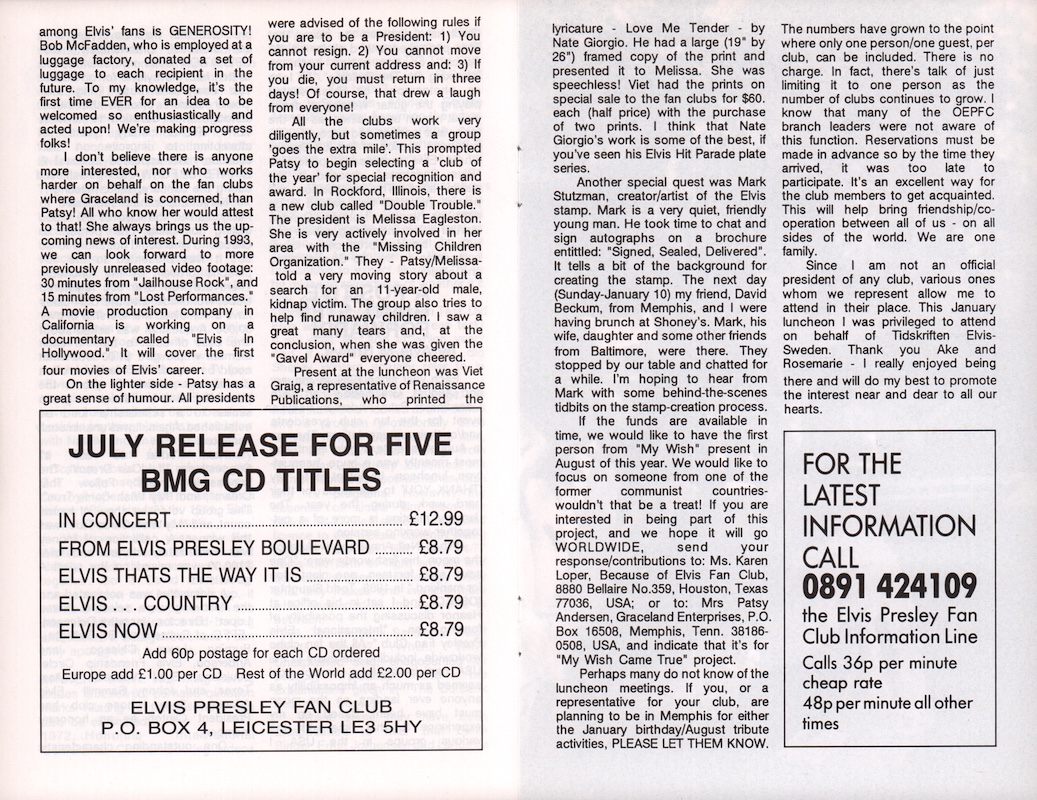 among Elvis' fans is GENEROSITY!
Bob McFadden, who is employed at a
luggage factory, donated a set of
luggage to each recipient in the
future. To my knowledge, it's the
first time EVER for an idea to be
welcomed so enthusiastically and
acted upon! We're making progress
folks!
I don't believe there is anyone
more interested, nor who works
harder on behalf on the fan clubs
where Graceland is concerned, than
Patsy! All who know her would attest
to that! She always brings us the up-
coming news of interest. During 1993,
we can look forward to more
previously unreleased video footage:
30 minutes from "Jailhouse Rock", and
15 minutes from "Lost Performances."
A movie production company in
California is working on a
documentary called "Elvis In
Hollywood." It will cover the first
four movies of Elvis' career.
On the lighter side - Patsy has a
great sense of humour. All presidents
were advised of the following rules if
you are to be a President: 1) You
cannot resign. 2) You cannot move
from your current address and: 3) If
you die, you must return in three
days! Of course, that drew a laugh
from everyone!
All the clubs work very
diligently, but sometimes a group
'goes the extra mile'. This prompted
Patsy to begin selecting a 'club of
the year' for special recognition and
award. In Rockford, Illinois, there is
a new club called "Double Trouble."
The president is Melissa Eagleston.
She is very actively involved in her
area with the "Missing Children
Organization." They - Patsy/Melissa-
told a very moving story about a
search for an 11-year-old male,
kidnap victim. The group also tries to
help find runaway children. I saw a
great many tears and, at the
conclusion, when she was given the
"Gavel Award" everyone cheered.
Present at the luncheon was Viet
Graig, a representative of Renaissance
Publications, who printed the
JULY RELEASE FOR FIVE
BMG CD TITLES
IN CONCERT ........ £12.99
FROM ELVIS PRESLEY BOULEVARD ........ £8.79
ELVIS THATS THE WAY IT IS ........ £8.79
ELVIS . . . COUNTRY ........ £8.79
ELVIS NOW ........ £8.79
Add 60p postage for each CD ordered
Europe add £1.00 per CD Rest of the World add £2.00 per CD
ELVIS PRESLEY FAN CLUB
P.O. BOX 4, LEICESTER LE3 5HY
lyricature - Love Me Tender - by
Nate Giorgio. He had a large (19" by
26") framed copy of the print and
presented it to Melissa. She was
speechless! Viet had the prints on
special sale to the fan clubs for $60.
each (half price) with the purchase
of two prints. I think that Nate
Giorgio's work is some of the best, if
you've seen his Elvis Hit Parade plate
series.
Another special quest was Mark
Stutzman, creator/artist of the Elvis
stamp. Mark is a very quiet, friendly
young man. He took time to chat and
sign autographs on a brochure
entittled: "Signed, Sealed, Delivered".
It tells a bit of the background for
creating the stamp. The next day
(Sunday-January 10) my friend, David
Beckum, from Memphis, and I were
having brunch at Shoney's. Mark, his
wife, daughter and some other friends
from Baltimore, were there. They
stopped by our table and chatted for
a while. I'm hoping to hear from
Mark with some behind-the-scenes
tidbits on the stamp-creation process.
If the funds are available in
time, we would like to have the first
person from "My Wish" present in
August of this year. We would like to
focus on someone from one of the
former communist countries-
wouldn't that be a treat! If you are
interested in being part of this
project, and we hope it will go
WORLDWIDE, send your
response/contributions to: Ms. Karen
Loper, Because of Elvis Fan Club,
8880 Bellaire No.359, Houston, Texas
77036, USA; or to: Mrs Patsy
Andersen, Graceland Enterprises, P.O.
Box 16508, Memphis, Tenn. 38186-
0508, USA, and indicate that it's for
"My Wish Came True" project.
Perhaps many do not know of the
luncheon meetings. If you, or a
representative for your club, are
planning to be in Memphis for either
the January birthday/August tribute
activities, PLEASE LET THEM KNOW.
The numbers have grown to the point
where only one person/one guest, per
club, can be included. There is no
charge. In fact, there's talk of just
limiting it to one person as the
number of clubs continues to grow. I
know that many of the OEPFC
branch leaders were not aware of
this function. Reservations must be
made in advance so by the time they
arrived, it was too late to
participate. It's an excellent way for
the club members to get acquainted.
This will help bring friendship/co-
operation between all of us - on all
sides of the world. We are one
family.
Since I am not an official
president of any club, various ones
whom we represent allow me to
attend in their place. This January
luncheon I was privileged to attend
on behalf of Tidskriften Elvis-
Sweden. Thank you Ake and
Rosemarie - I really enjoyed being
there and will do my best to promote
the interest near and dear to all our
hearts.
FOR THE
LATEST
INFORMATION
CALL
0891 424109
the Elvis Presley Fan
Club Information Line
Calls 36p per minute
cheap rate
48p per minute all other
times